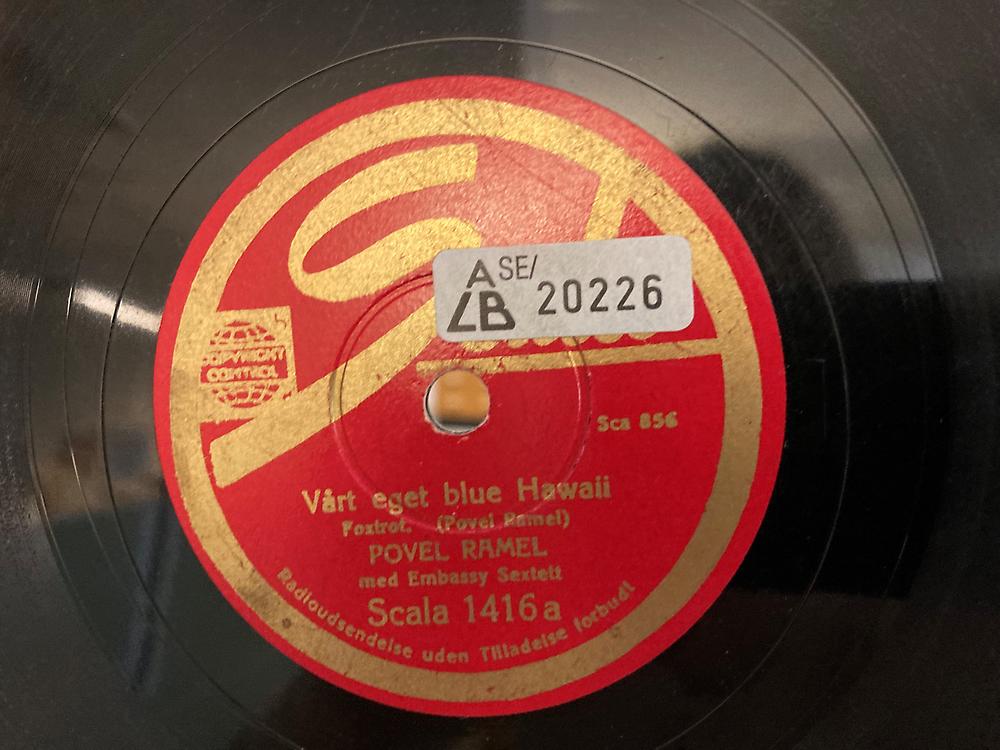 A SE/
LB 20226
COPYRIGHT
CONTROL
Sca 856
Vårt eget blue Hawaii
Foxtrot. (Povel Ramel)
POVEL RAMEL
med Embassy Sextett
Scala 1416 a
Radioudsendelse uden Tilladelse forbudt